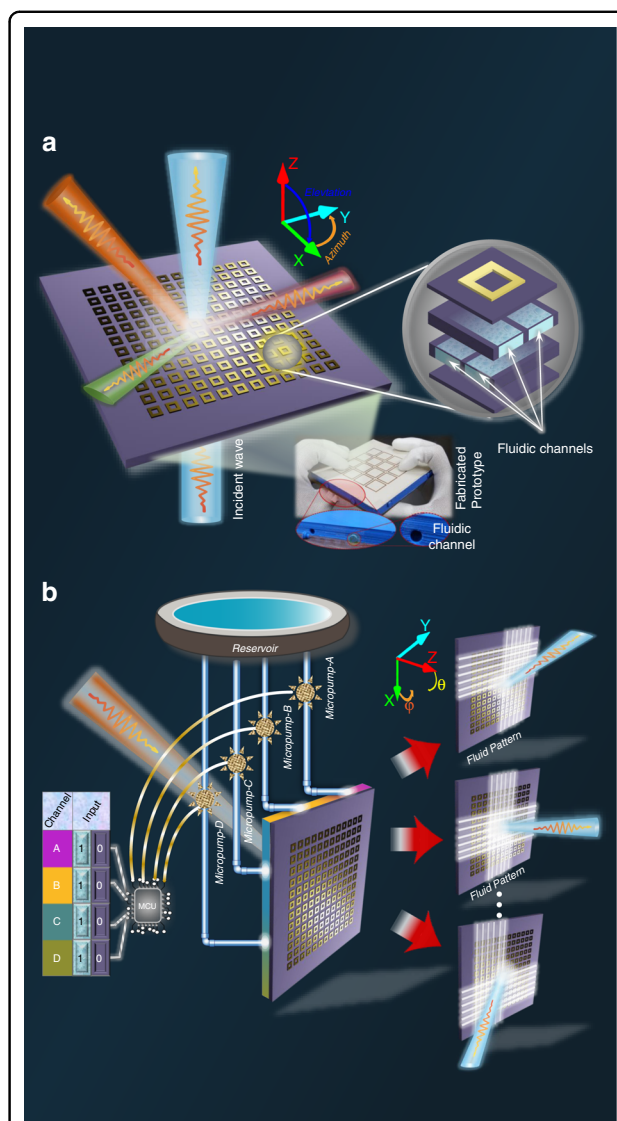 a
Z
Elevation
Y
X
Azimuth
Fluidic channels
Incident wave
Fabricated
Prototype
Fluidic
channel
b
Reservoir
Micropump-A
Micropump-B
Micropump-C
Micropump-D
Y
Z
X
θ
φ
Fluid Pattern
Fluid Pattern
Channel Input
A 1 0
B 1 0
C 1 0
D 1 0
MCU